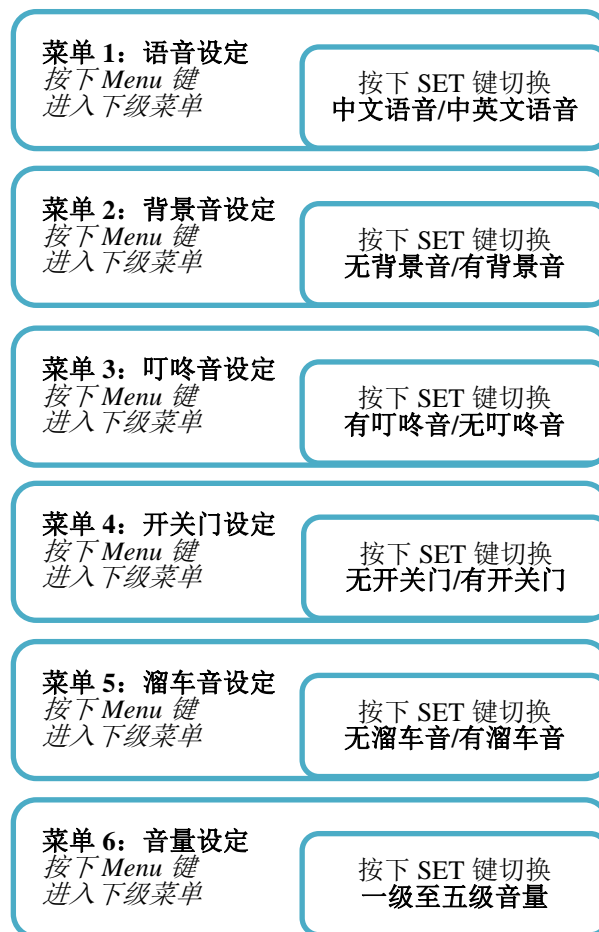 菜单 1：语音设定
按下 Menu 键
进入下级菜单
按下 SET 键切换
中文语音/中英文语音
菜单 2：背景音设定
按下 Menu 键
进入下级菜单
按下 SET 键切换
无背景音/有背景音
菜单 3：叮咚音设定
按下 Menu 键
进入下级菜单
按下 SET 键切换
有叮咚音/无叮咚音
菜单 4：开关门设定
按下 Menu 键
进入下级菜单
按下 SET 键切换
无开关门/有开关门
菜单 5：溜车音设定
按下 Menu 键
进入下级菜单
按下 SET 键切换
无溜车音/有溜车音
菜单 6：音量设定
按下 Menu 键
进入下级菜单
按下 SET 键切换
一级至五级音量